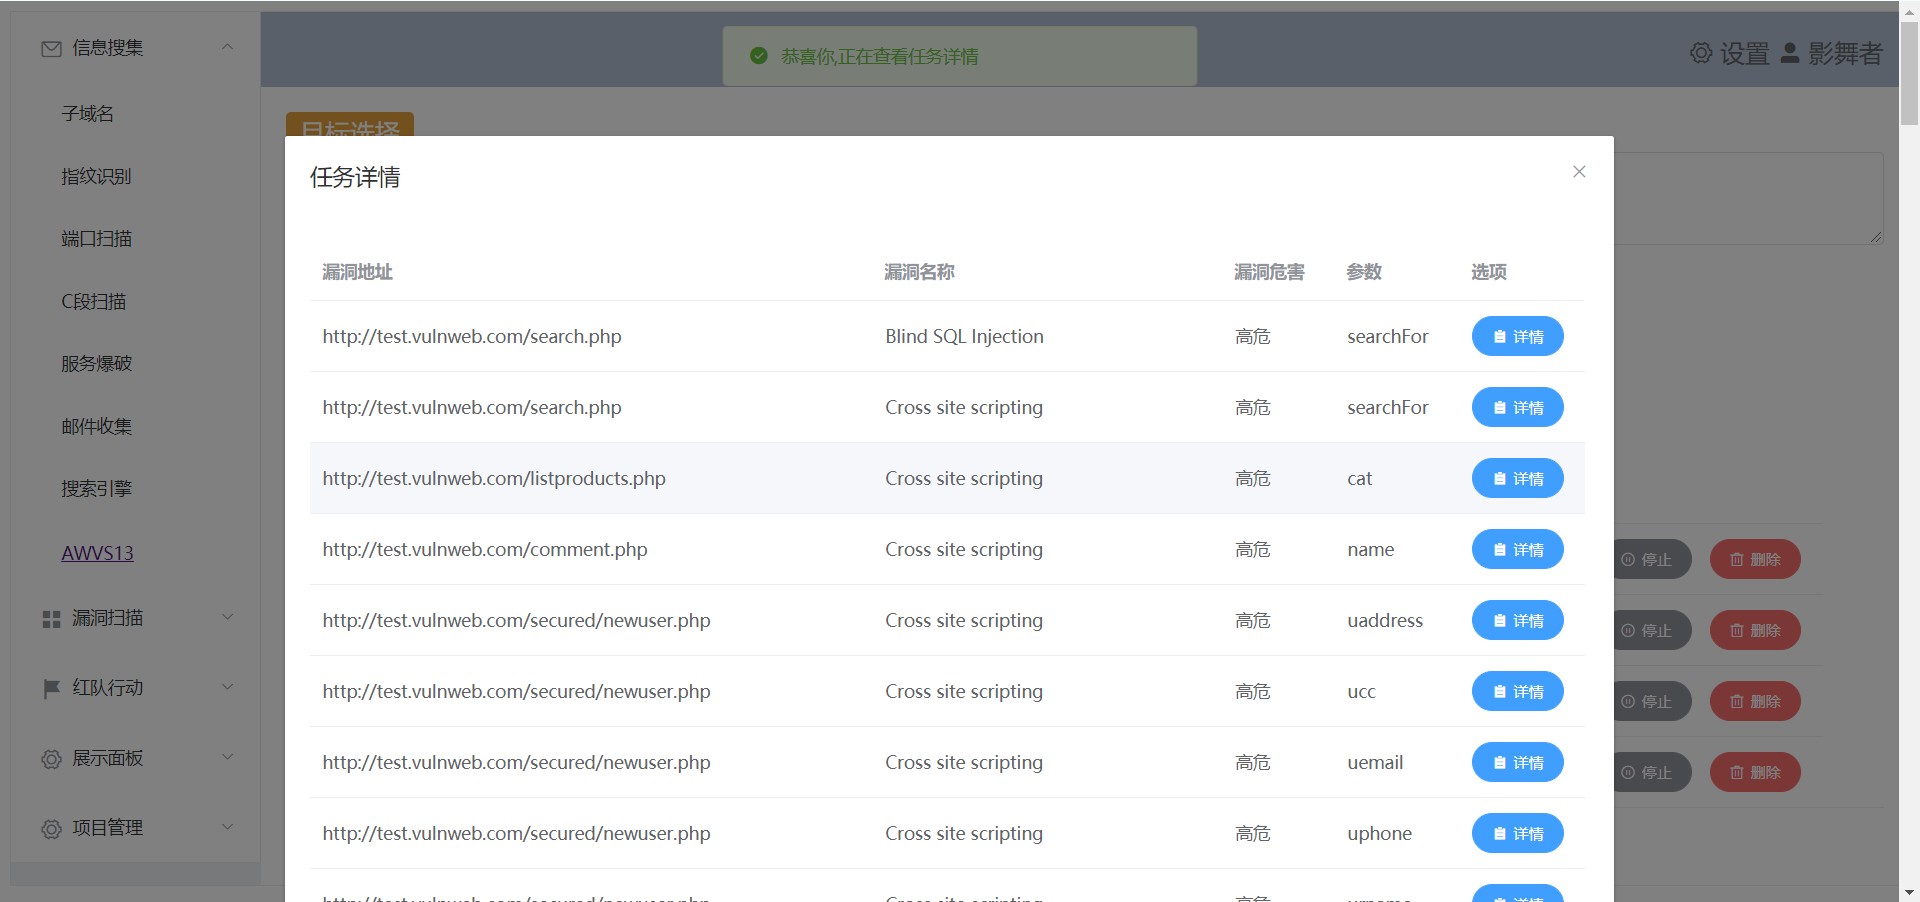 信息搜集
子域名
指纹识别
端口扫描
C段扫描
服务爆破
邮件收集
搜索引擎
AWVS13
漏洞扫描
红队行动
展示面板
项目管理
恭喜你,正在查看任务详情
设置 影舞者
目标选择
任务详情
漏洞地址 漏洞名称 漏洞危害 参数 选项
http://test.vulnweb.com/search.php Blind SQL Injection 高危 searchFor 详情
http://test.vulnweb.com/search.php Cross site scripting 高危 searchFor 详情
http://test.vulnweb.com/listproducts.php Cross site scripting 高危 cat 详情
http://test.vulnweb.com/comment.php Cross site scripting 高危 name 详情
http://test.vulnweb.com/secured/newuser.php Cross site scripting 高危 uaddress 详情
http://test.vulnweb.com/secured/newuser.php Cross site scripting 高危 ucc 详情
http://test.vulnweb.com/secured/newuser.php Cross site scripting 高危 uemail 详情
http://test.vulnweb.com/secured/newuser.php Cross site scripting 高危 uphone 详情
停止 删除
停止 删除
停止 删除
停止 删除